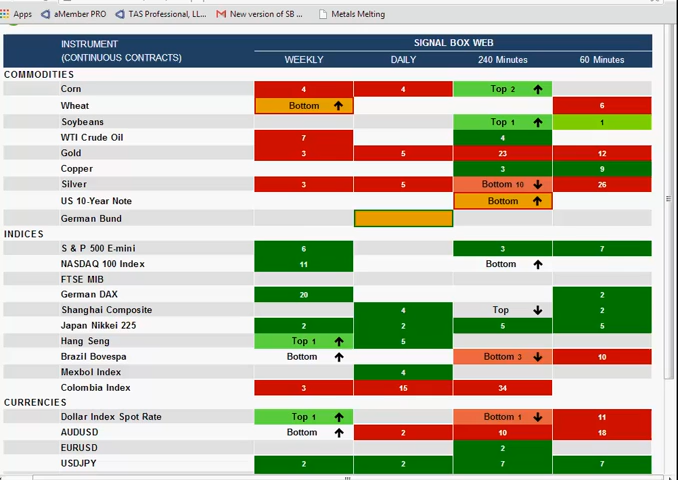 Apps aMember PRO TAS Professional, LL... New version of SB ... Metals Melting
INSTRUMENT
(CONTINUOUS CONTRACTS)
SIGNAL BOX WEB
WEEKLY DAILY 240 Minutes 60 Minutes
COMMODITIES
Corn 4 4 Top 2
Wheat Bottom 6
Soybeans Top 1 1
WTI Crude Oil 7 4
Gold 3 5 23 12
Copper 3 9
Silver 3 5 Bottom 10 26
US 10-Year Note Bottom
German Bund
INDICES
S & P 500 E-mini 6 3 7
NASDAQ 100 Index 11 Bottom
FTSE MIB
German DAX 20 2
Shanghai Composite 4 Top 2
Japan Nikkei 225 2 2 5 5
Hang Seng Top 1 5
Brazil Bovespa Bottom Bottom 3 10
Mexbol Index 4
Colombia Index 3 15 34
CURRENCIES
Dollar Index Spot Rate Top 1 Bottom 1 11
AUDUSD Bottom 2 10 18
EURUSD 2
USDJPY 2 2 7 7